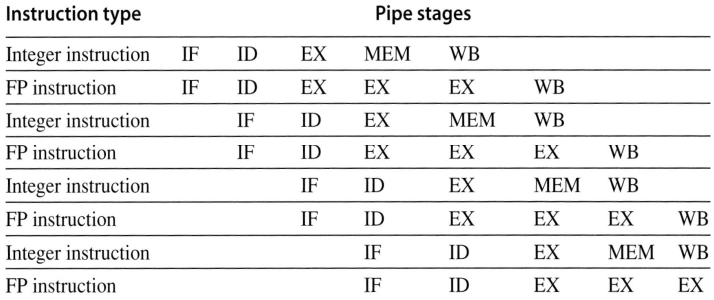 Instruction type Pipe stages
Integer instruction IF ID EX MEM WB
FP instruction IF ID EX EX EX WB
Integer instruction IF ID EX MEM WB
FP instruction IF ID EX EX EX WB
Integer instruction IF ID EX MEM WB
FP instruction IF ID EX EX EX WB
Integer instruction IF ID EX MEM WB
FP instruction IF ID EX EX EX